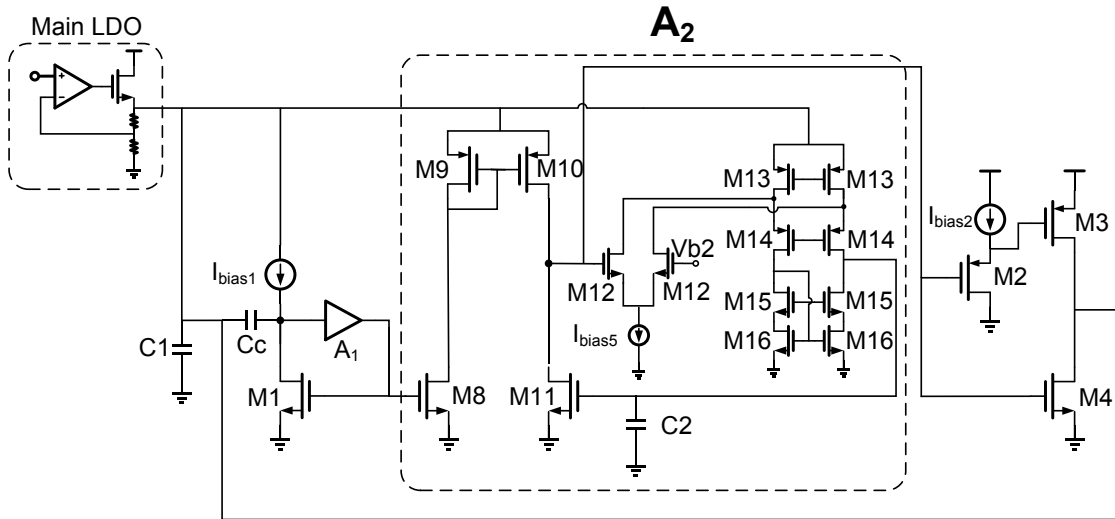 Main LDO
A2
+
−
M9
M10
M13
M13
Ibias2
M3
M14
M14
Vb2
M12
M12
M2
Ibias1
M15
M15
Ibias5
M16
M16
C1
Cc
A1
M1
M8
M11
C2
M4